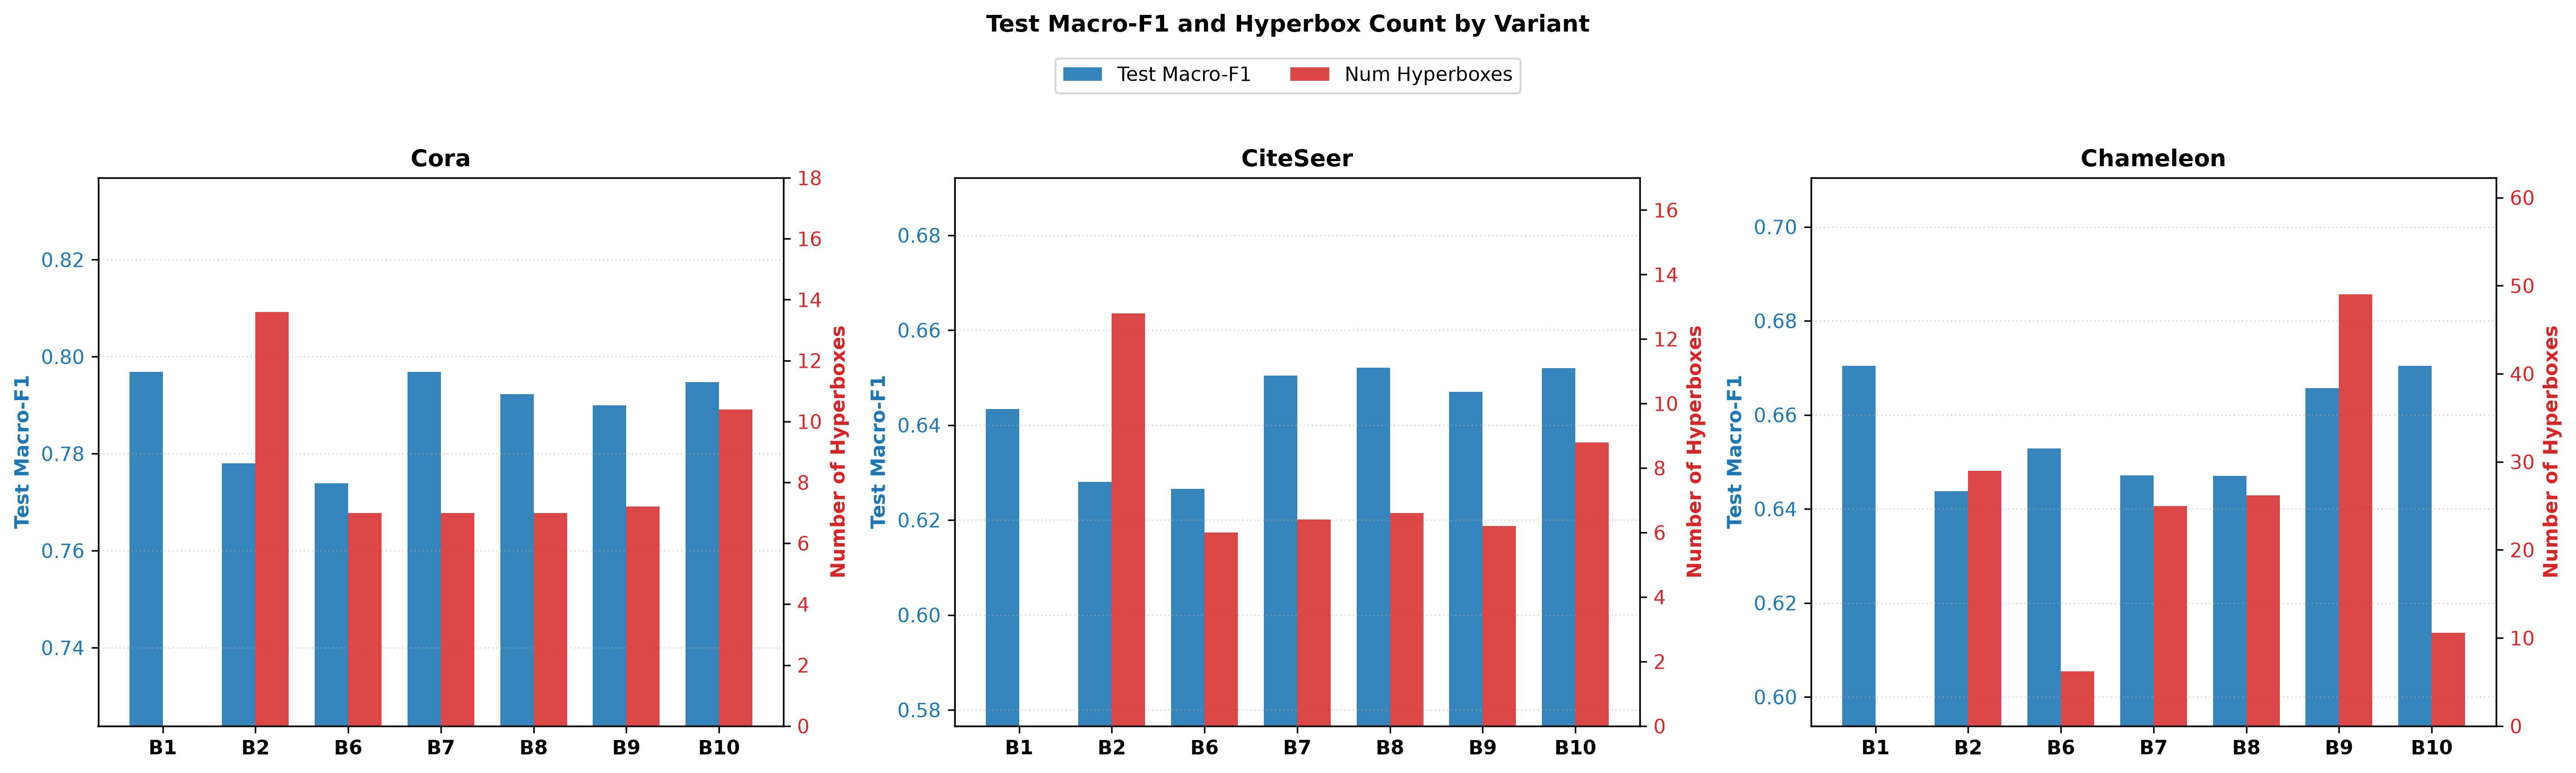 Test Macro-F1 and Hyperbox Count by Variant
Test Macro-F1
Num Hyperboxes
Cora
Test Macro-F1
0.82
0.80
0.78
0.76
0.74
18
16
14
12
10
8
6
4
2
0
Number of Hyperboxes
B1 B2 B6 B7 B8 B9 B10
CiteSeer
Test Macro-F1
0.68
0.66
0.64
0.62
0.60
0.58
16
14
12
10
8
6
4
2
0
Number of Hyperboxes
B1 B2 B6 B7 B8 B9 B10
Chameleon
Test Macro-F1
0.70
0.68
0.66
0.64
0.62
0.60
60
50
40
30
20
10
0
Number of Hyperboxes
B1 B2 B6 B7 B8 B9 B10